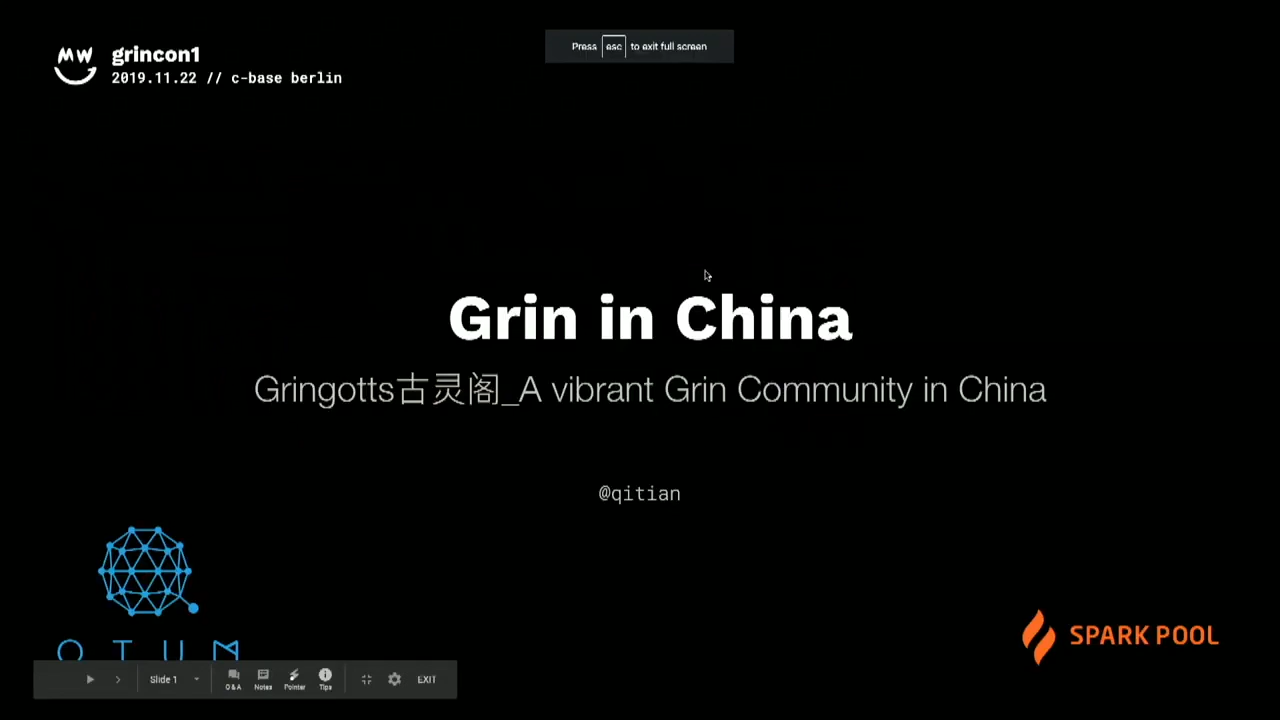 MW
grincon1
2019.11.22 // c-base berlin
Press esc to exit full screen
Grin in China
Gringotts古灵阁_A vibrant Grin Community in China
@qitian
QTUM
SPARK POOL
Slide 1
Q & A
Notes
Pointer
Tips
EXIT